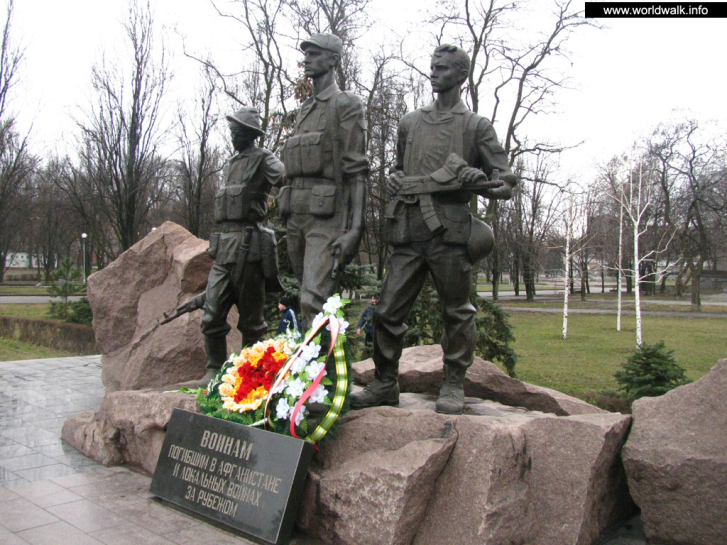 www.worldwalk.info
ВОИНАМ
ПОГИБШИМ В АФГАНИСТАНЕ
И ЛОКАЛЬНЫХ ВОЙНАХ
ЗА РУБЕЖОМ